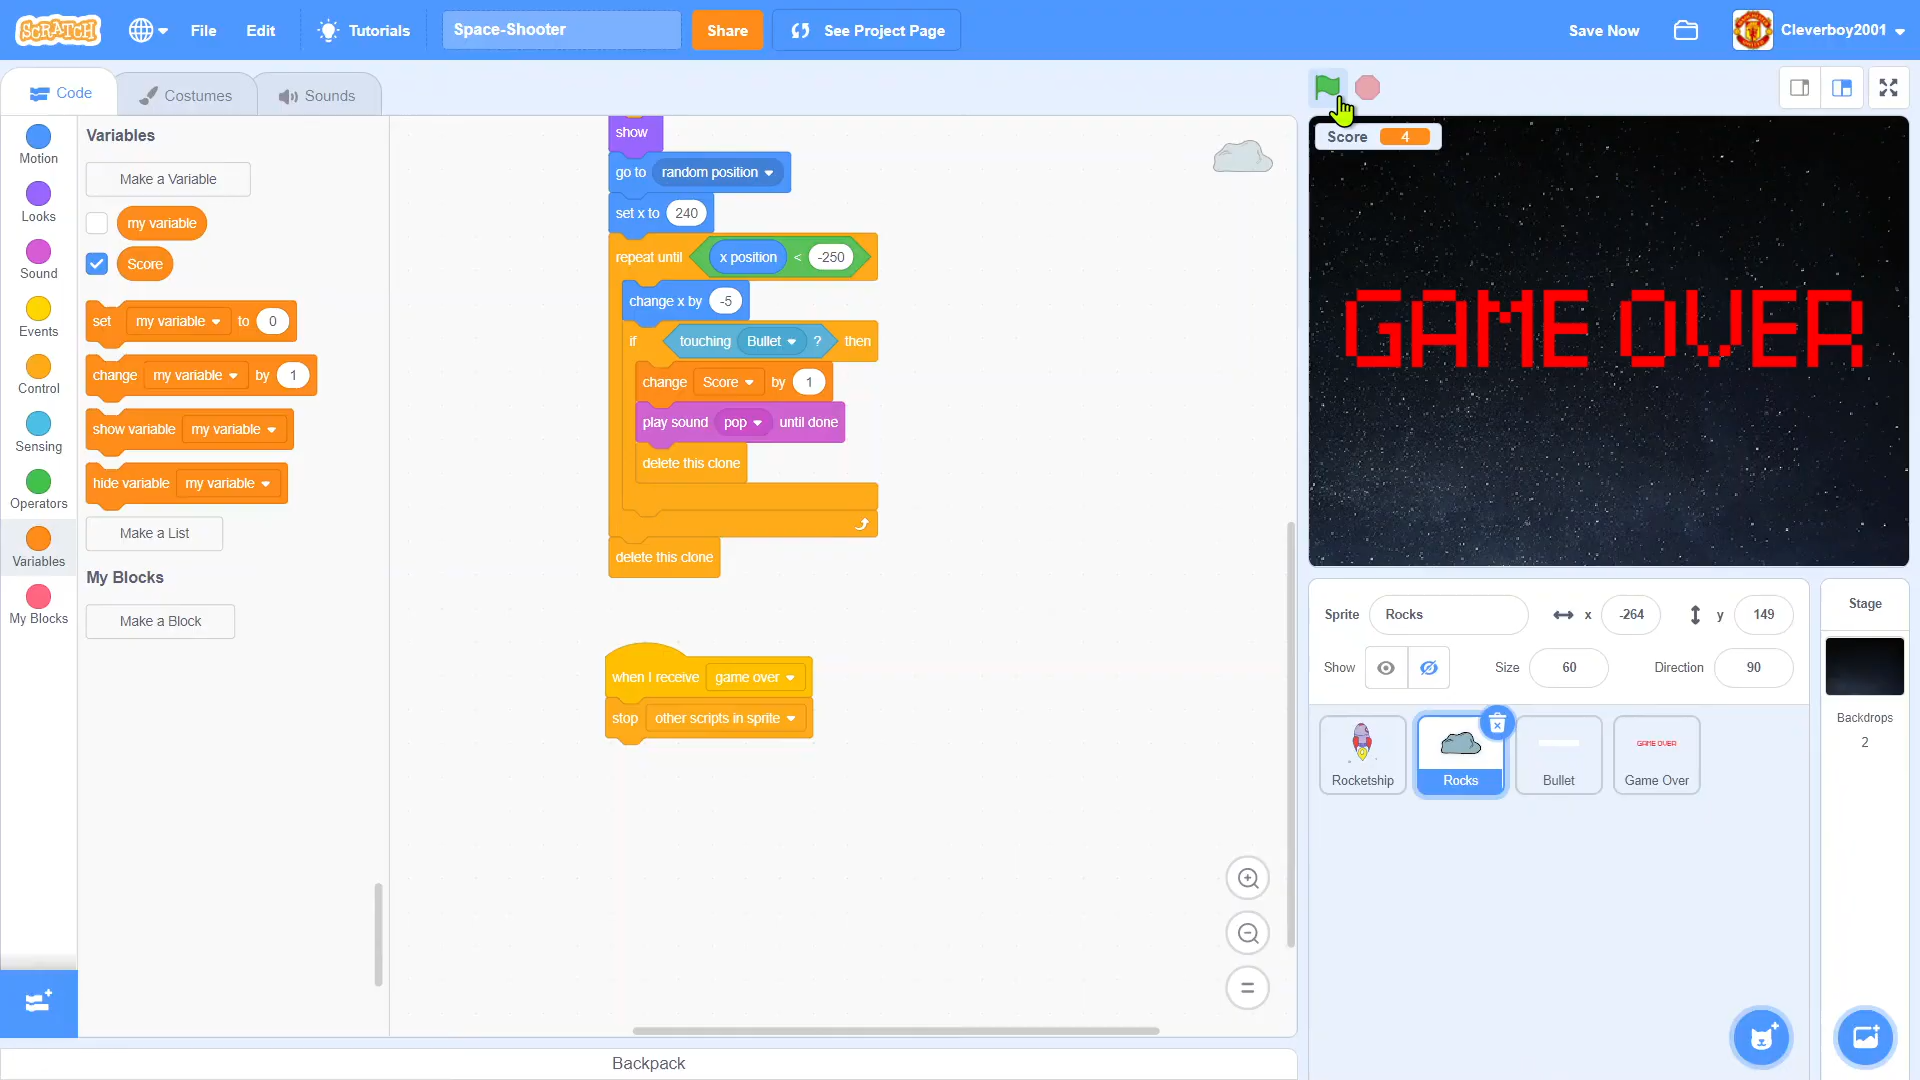 SCRATCH
File
Edit
Tutorials
Space-Shooter
Share
See Project Page
Save Now
Cleverboy2001
Code
Costumes
Sounds
Motion
Looks
Sound
Events
Control
Sensing
Operators
Variables
My Blocks
Variables
Make a Variable
my variable
Score
set my variable to 0
change my variable by 1
show variable my variable
hide variable my variable
Make a List
My Blocks
Make a Block
show
go to random position
set x to 240
repeat until x position < -250
change x by -5
if touching Bullet ? then
change Score by 1
play sound pop until done
delete this clone
delete this clone
when I receive game over
stop other scripts in sprite
Backpack
Score 4
GAME OVER
Sprite Rocks x -264 y 149
Show Size 60 Direction 90
Rocketship
Rocks
Bullet
GAME OVER
Game Over
Stage
Backdrops
2